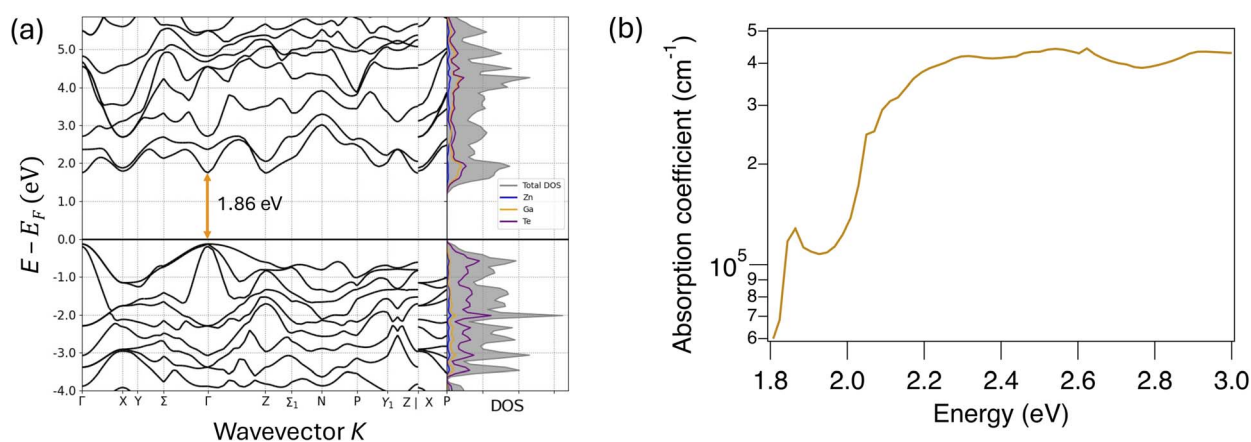 (a)
E − E_F (eV)
5.0
4.0
3.0
2.0
1.0
0.0
-1.0
-2.0
-3.0
-4.0
1.86 eV
Total DOS
Zn
Ga
Te
Γ X Y Σ Γ Z Σ₁ N P Y₁ Z | X P
DOS
Wavevector K
(b)
Absorption coefficient (cm⁻¹)
5
4
3
2
10⁵
9
8
7
6
1.8 2.0 2.2 2.4 2.6 2.8 3.0
Energy (eV)